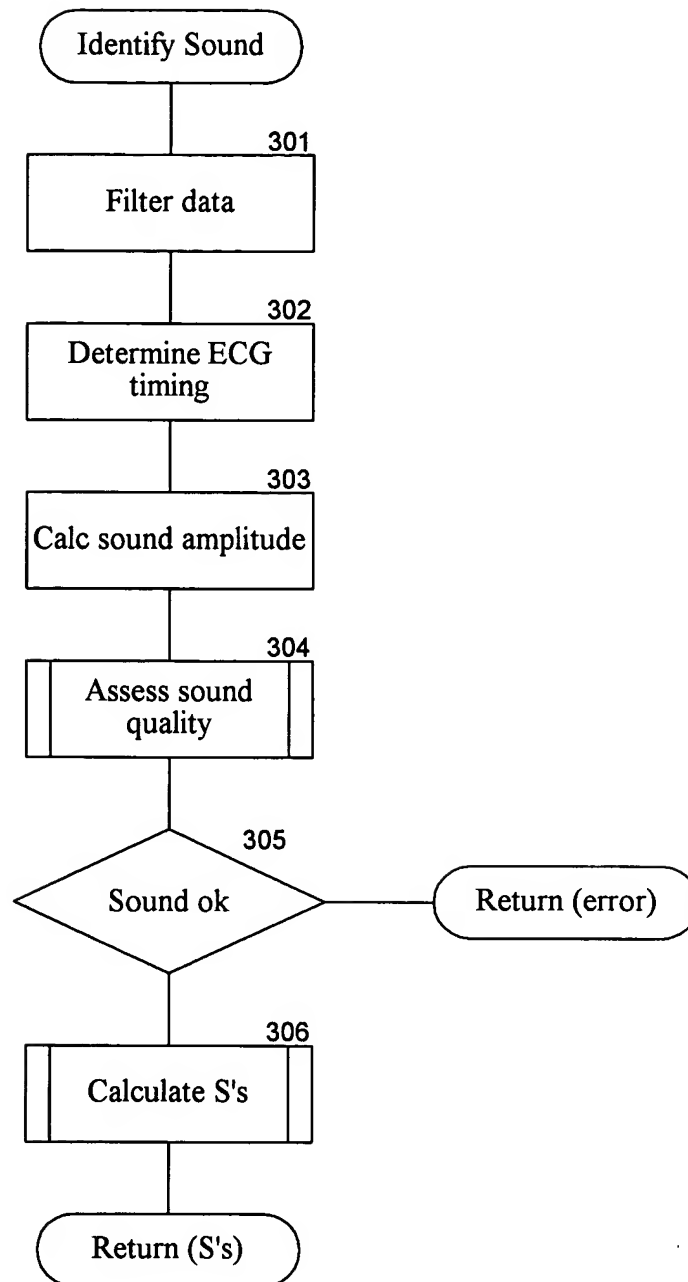 Identify Sound
301
Filter data
302
Determine ECG
timing
303
Calc sound amplitude
304
Assess sound
quality
305
Sound ok
Return (error)
306
Calculate S's
Return (S's)